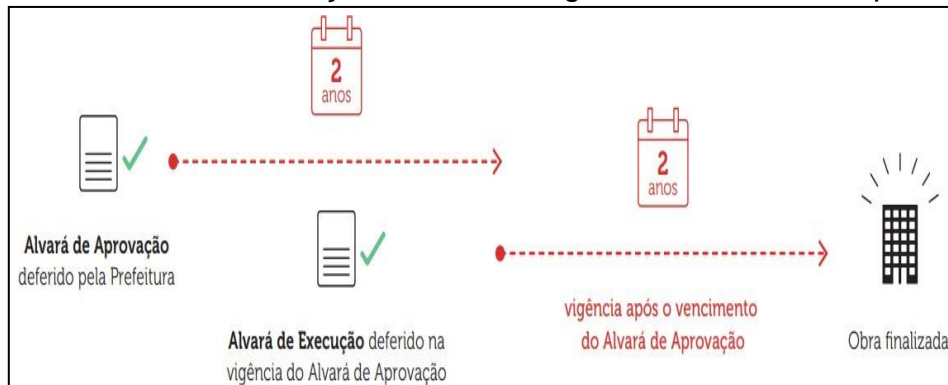 2
anos
2
anos
Alvará de Aprovação
deferido pela Prefeitura
Alvará de Execução deferido na
vigência do Alvará de Aprovação
vigência após o vencimento
do Alvará de Aprovação
Obra finalizada